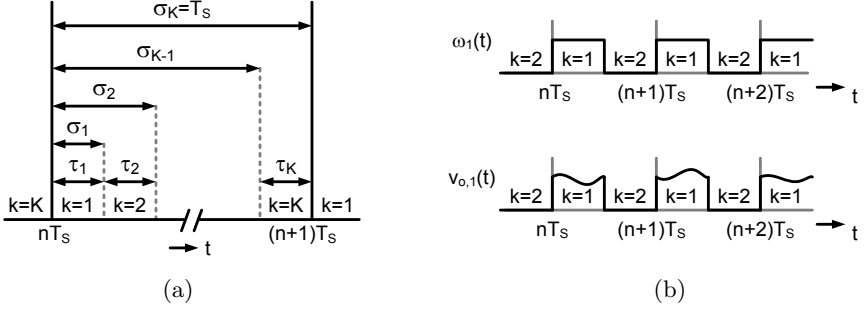 σK=TS
σK-1
σ2
σ1
τ1 τ2 τK
k=K k=1 k=2 k=K k=1
nTS t (n+1)TS
(a)
ω1(t)
k=2 k=1 k=2 k=1 k=2 k=1
nTS (n+1)TS (n+2)TS t
vo,1(t)
k=2 k=1 k=2 k=1 k=2 k=1
nTS (n+1)TS (n+2)TS t
(b)